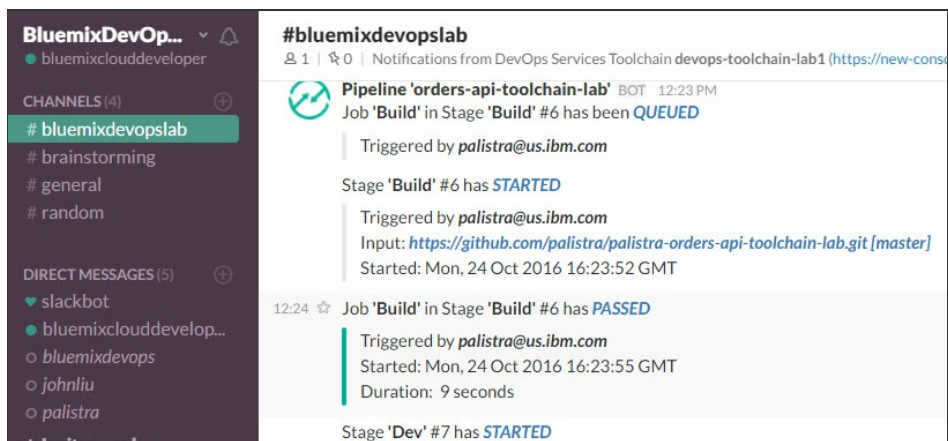 BluemixDevOp...
bluemixclouddeveloper
CHANNELS (4)
# bluemixdevopslab
# brainstorming
# general
# random
DIRECT MESSAGES (5)
slackbot
bluemixclouddevelop...
bluemixdevops
johnliu
palistra
#bluemixdevopslab
1 | 0 | Notifications from DevOps Services Toolchain devops-toolchain-lab1 (https://new-conso
Pipeline 'orders-api-toolchain-lab' BOT 12:23 PM
Job 'Build' in Stage 'Build' #6 has been QUEUED
Triggered by palistra@us.ibm.com
Stage 'Build' #6 has STARTED
Triggered by palistra@us.ibm.com
Input: https://github.com/palistra/palistra-orders-api-toolchain-lab.git [master]
Started: Mon, 24 Oct 2016 16:23:52 GMT
12:24 Job 'Build' in Stage 'Build' #6 has PASSED
Triggered by palistra@us.ibm.com
Started: Mon, 24 Oct 2016 16:23:55 GMT
Duration: 9 seconds
Stage 'Dev' #7 has STARTED